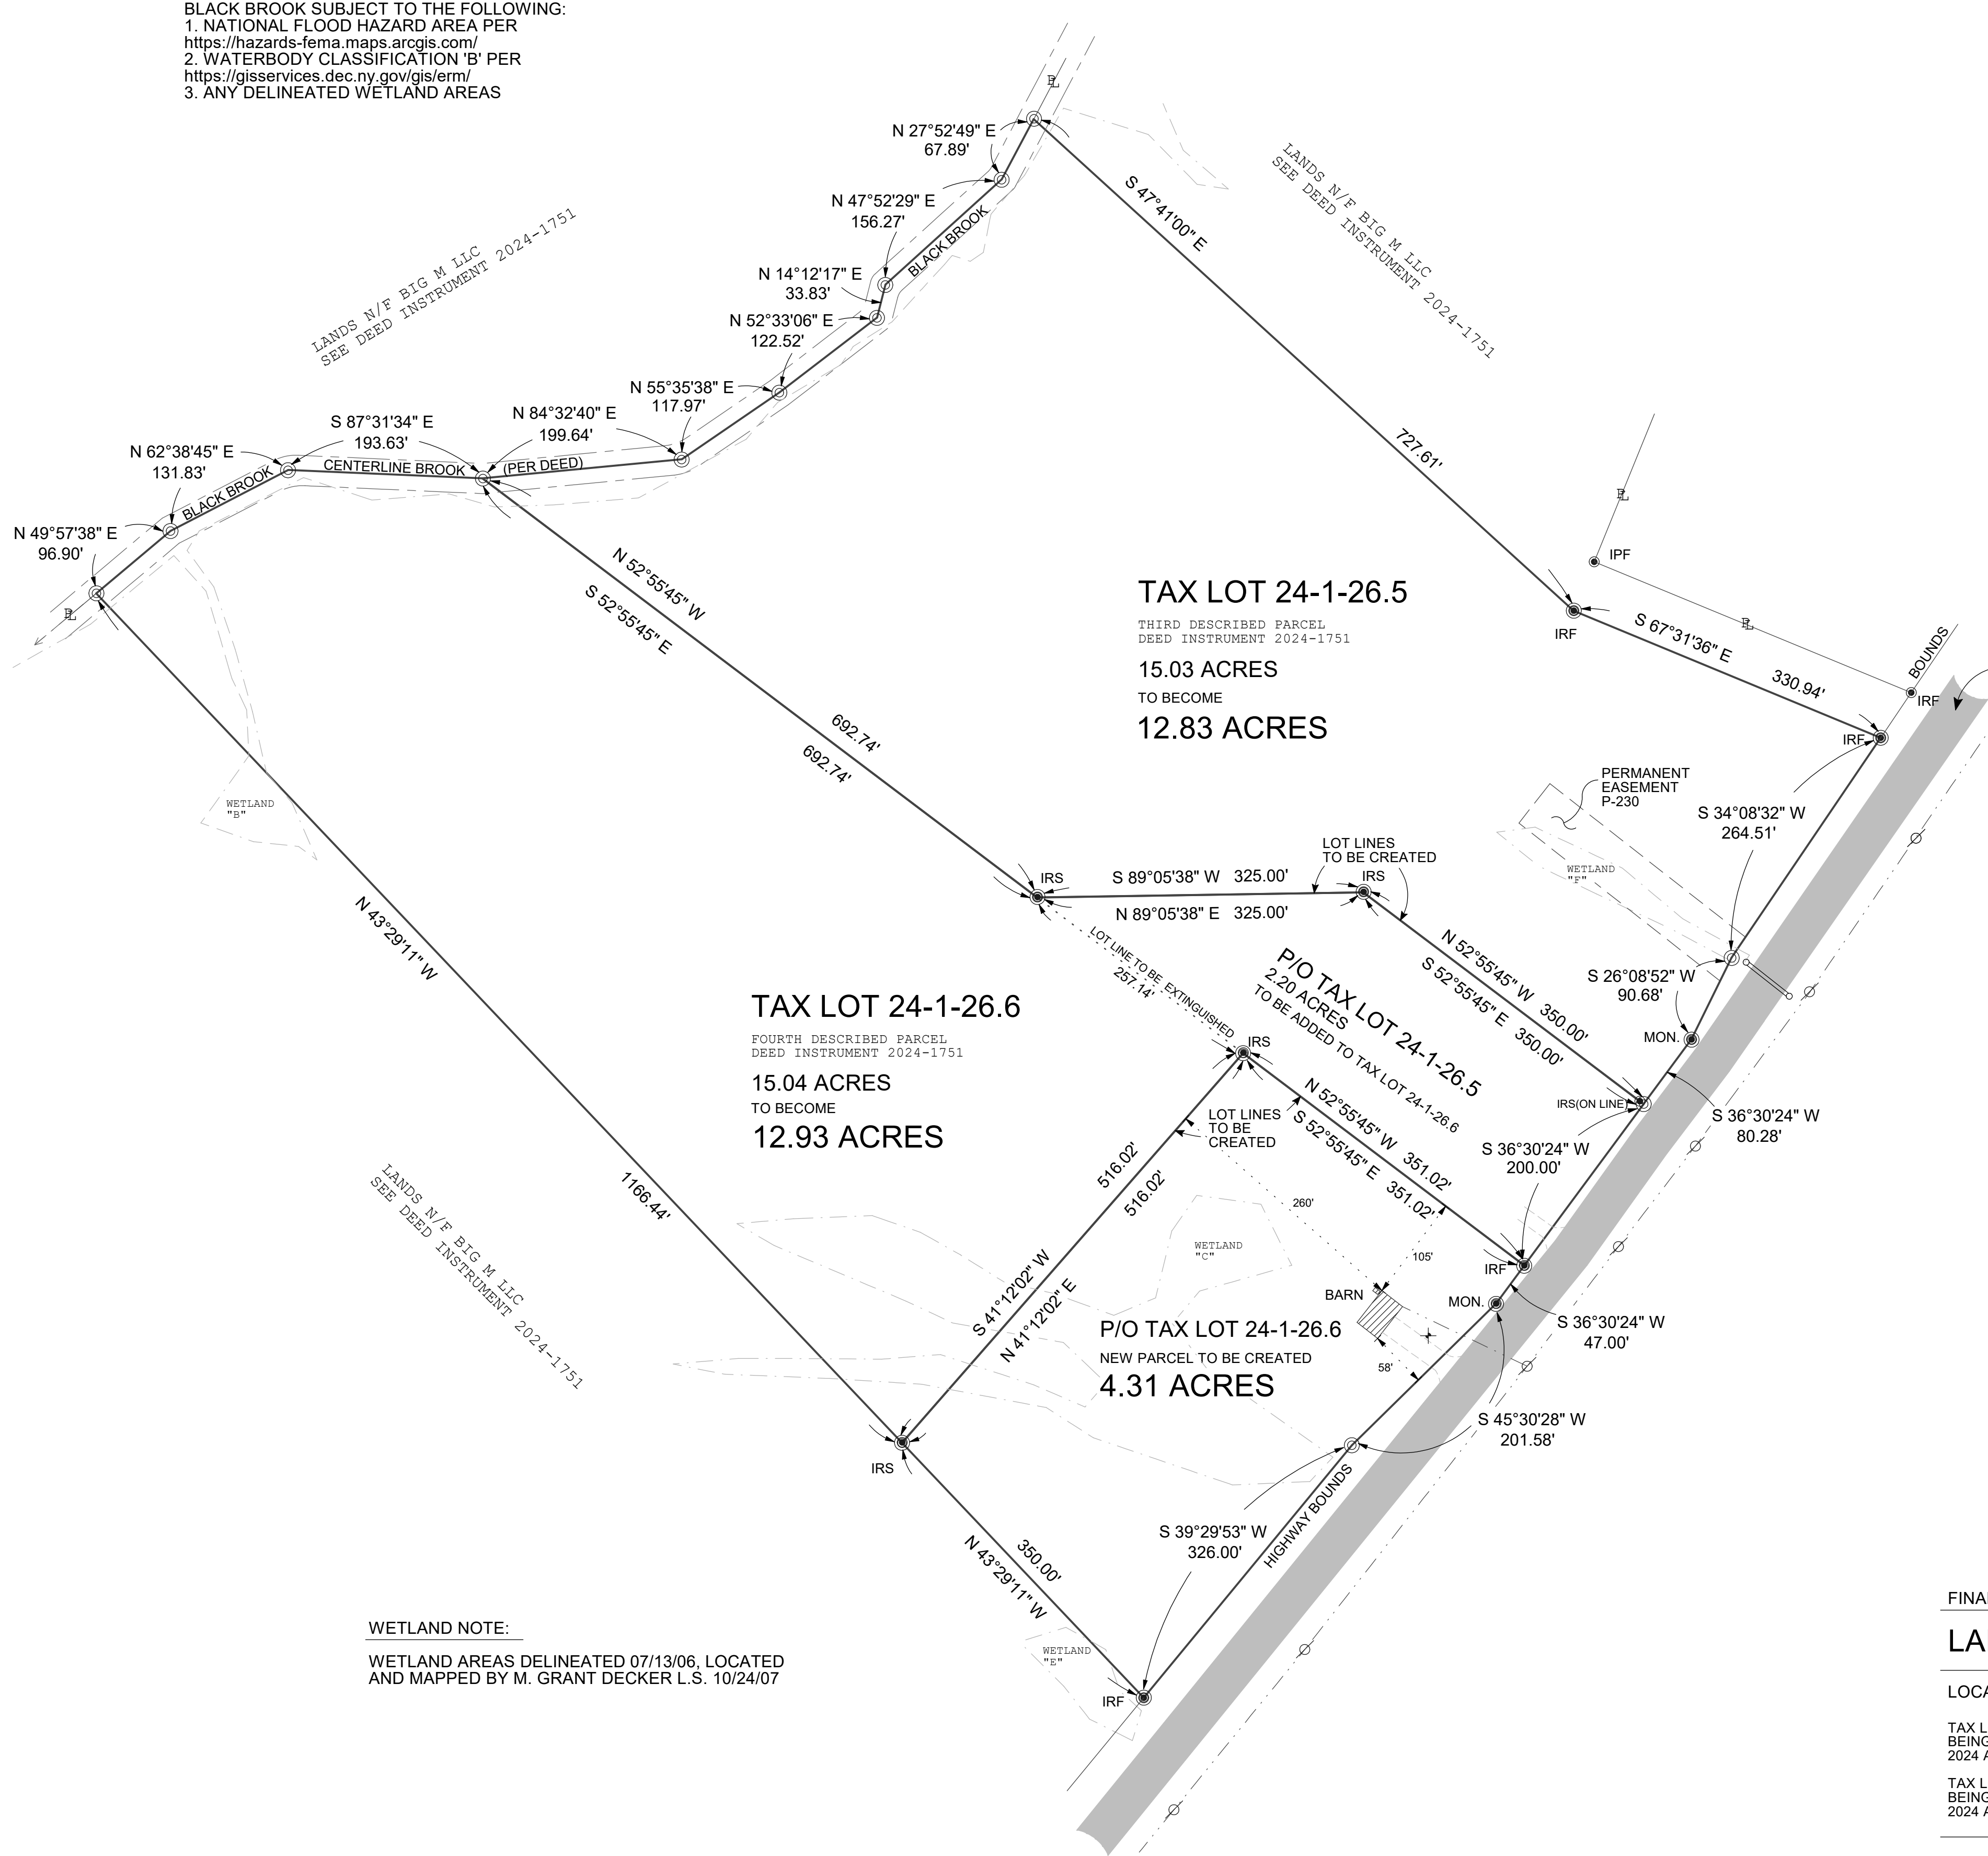 BLACK BROOK SUBJECT TO THE FOLLOWING:
1. NATIONAL FLOOD HAZARD AREA PER
https://hazards-fema.maps.arcgis.com/
2. WATERBODY CLASSIFICATION 'B' PER
https://gisservices.dec.ny.gov/gis/erm/
3. ANY DELINEATED WETLAND AREAS
PL
N 27°52'49" E
67.89'
N 47°52'29" E
156.27'
BLACK BROOK
N 14°12'17" E
33.83'
N 52°33'06" E
122.52'
N 55°35'38" E
117.97'
N 84°32'40" E
199.64'
S 87°31'34" E
193.63'
N 62°38'45" E
131.83'
N 49°57'38" E
96.90'
BLACK BROOK
CENTERLINE BROOK
(PER DEED)
PL
LANDS N/F BIG M LLC
SEE DEED INSTRUMENT 2024-1751
LANDS N/F BIG M LLC
SEE DEED INSTRUMENT 2024-1751
S 47°41'00" E
727.61'
PL
IPF
PL
IRF
S 67°31'36" E
330.94'
BOUNDS
IRF
IRF
TAX LOT 24-1-26.5
THIRD DESCRIBED PARCEL
DEED INSTRUMENT 2024-1751
15.03 ACRES
TO BECOME
12.83 ACRES
N 52°55'45" W
S 52°55'45" E
692.74'
692.74'
WETLAND
"B"
PERMANENT
EASEMENT
P-230
S 34°08'32" W
264.51'
WETLAND
"F"
LOT LINES
TO BE CREATED
IRS
S 89°05'38" W 325.00'
N 89°05'38" E 325.00'
IRS
LOT LINE TO BE EXTINGUISHED
257.14'
N 52°55'45" W 350.00'
S 52°55'45" E 350.00'
P/O TAX LOT 24-1-26.5
2.20 ACRES
TO BE ADDED TO TAX LOT 24-1-26.6
S 26°08'52" W
90.68'
MON.
IRS(ON LINE)
S 36°30'24" W
80.28'
S 36°30'24" W
200.00'
IRS
N 52°55'45" W 351.02'
S 52°55'45" E 351.02'
N 43°29'11" W
1166.44'
TAX LOT 24-1-26.6
FOURTH DESCRIBED PARCEL
DEED INSTRUMENT 2024-1751
15.04 ACRES
TO BECOME
12.93 ACRES
LOT LINES
TO BE
CREATED
516.02'
516.02'
S 41°12'02" W
N 41°12'02" E
260'
105'
WETLAND
"C"
BARN
IRF
MON.
S 36°30'24" W
47.00'
58'
P/O TAX LOT 24-1-26.6
NEW PARCEL TO BE CREATED
4.31 ACRES
S 45°30'28" W
201.58'
LANDS N/F BIG M LLC
SEE DEED INSTRUMENT 2024-1751
IRS
350.00'
N 43°29'11" W
S 39°29'53" W
326.00'
HIGHWAY BOUNDS
WETLAND
"E"
IRF
WETLAND NOTE:
WETLAND AREAS DELINEATED 07/13/06, LOCATED
AND MAPPED BY M. GRANT DECKER L.S. 10/24/07
FINA
LA
LOCA
TAX L
BEING
2024 A
TAX L
BEING
2024 A